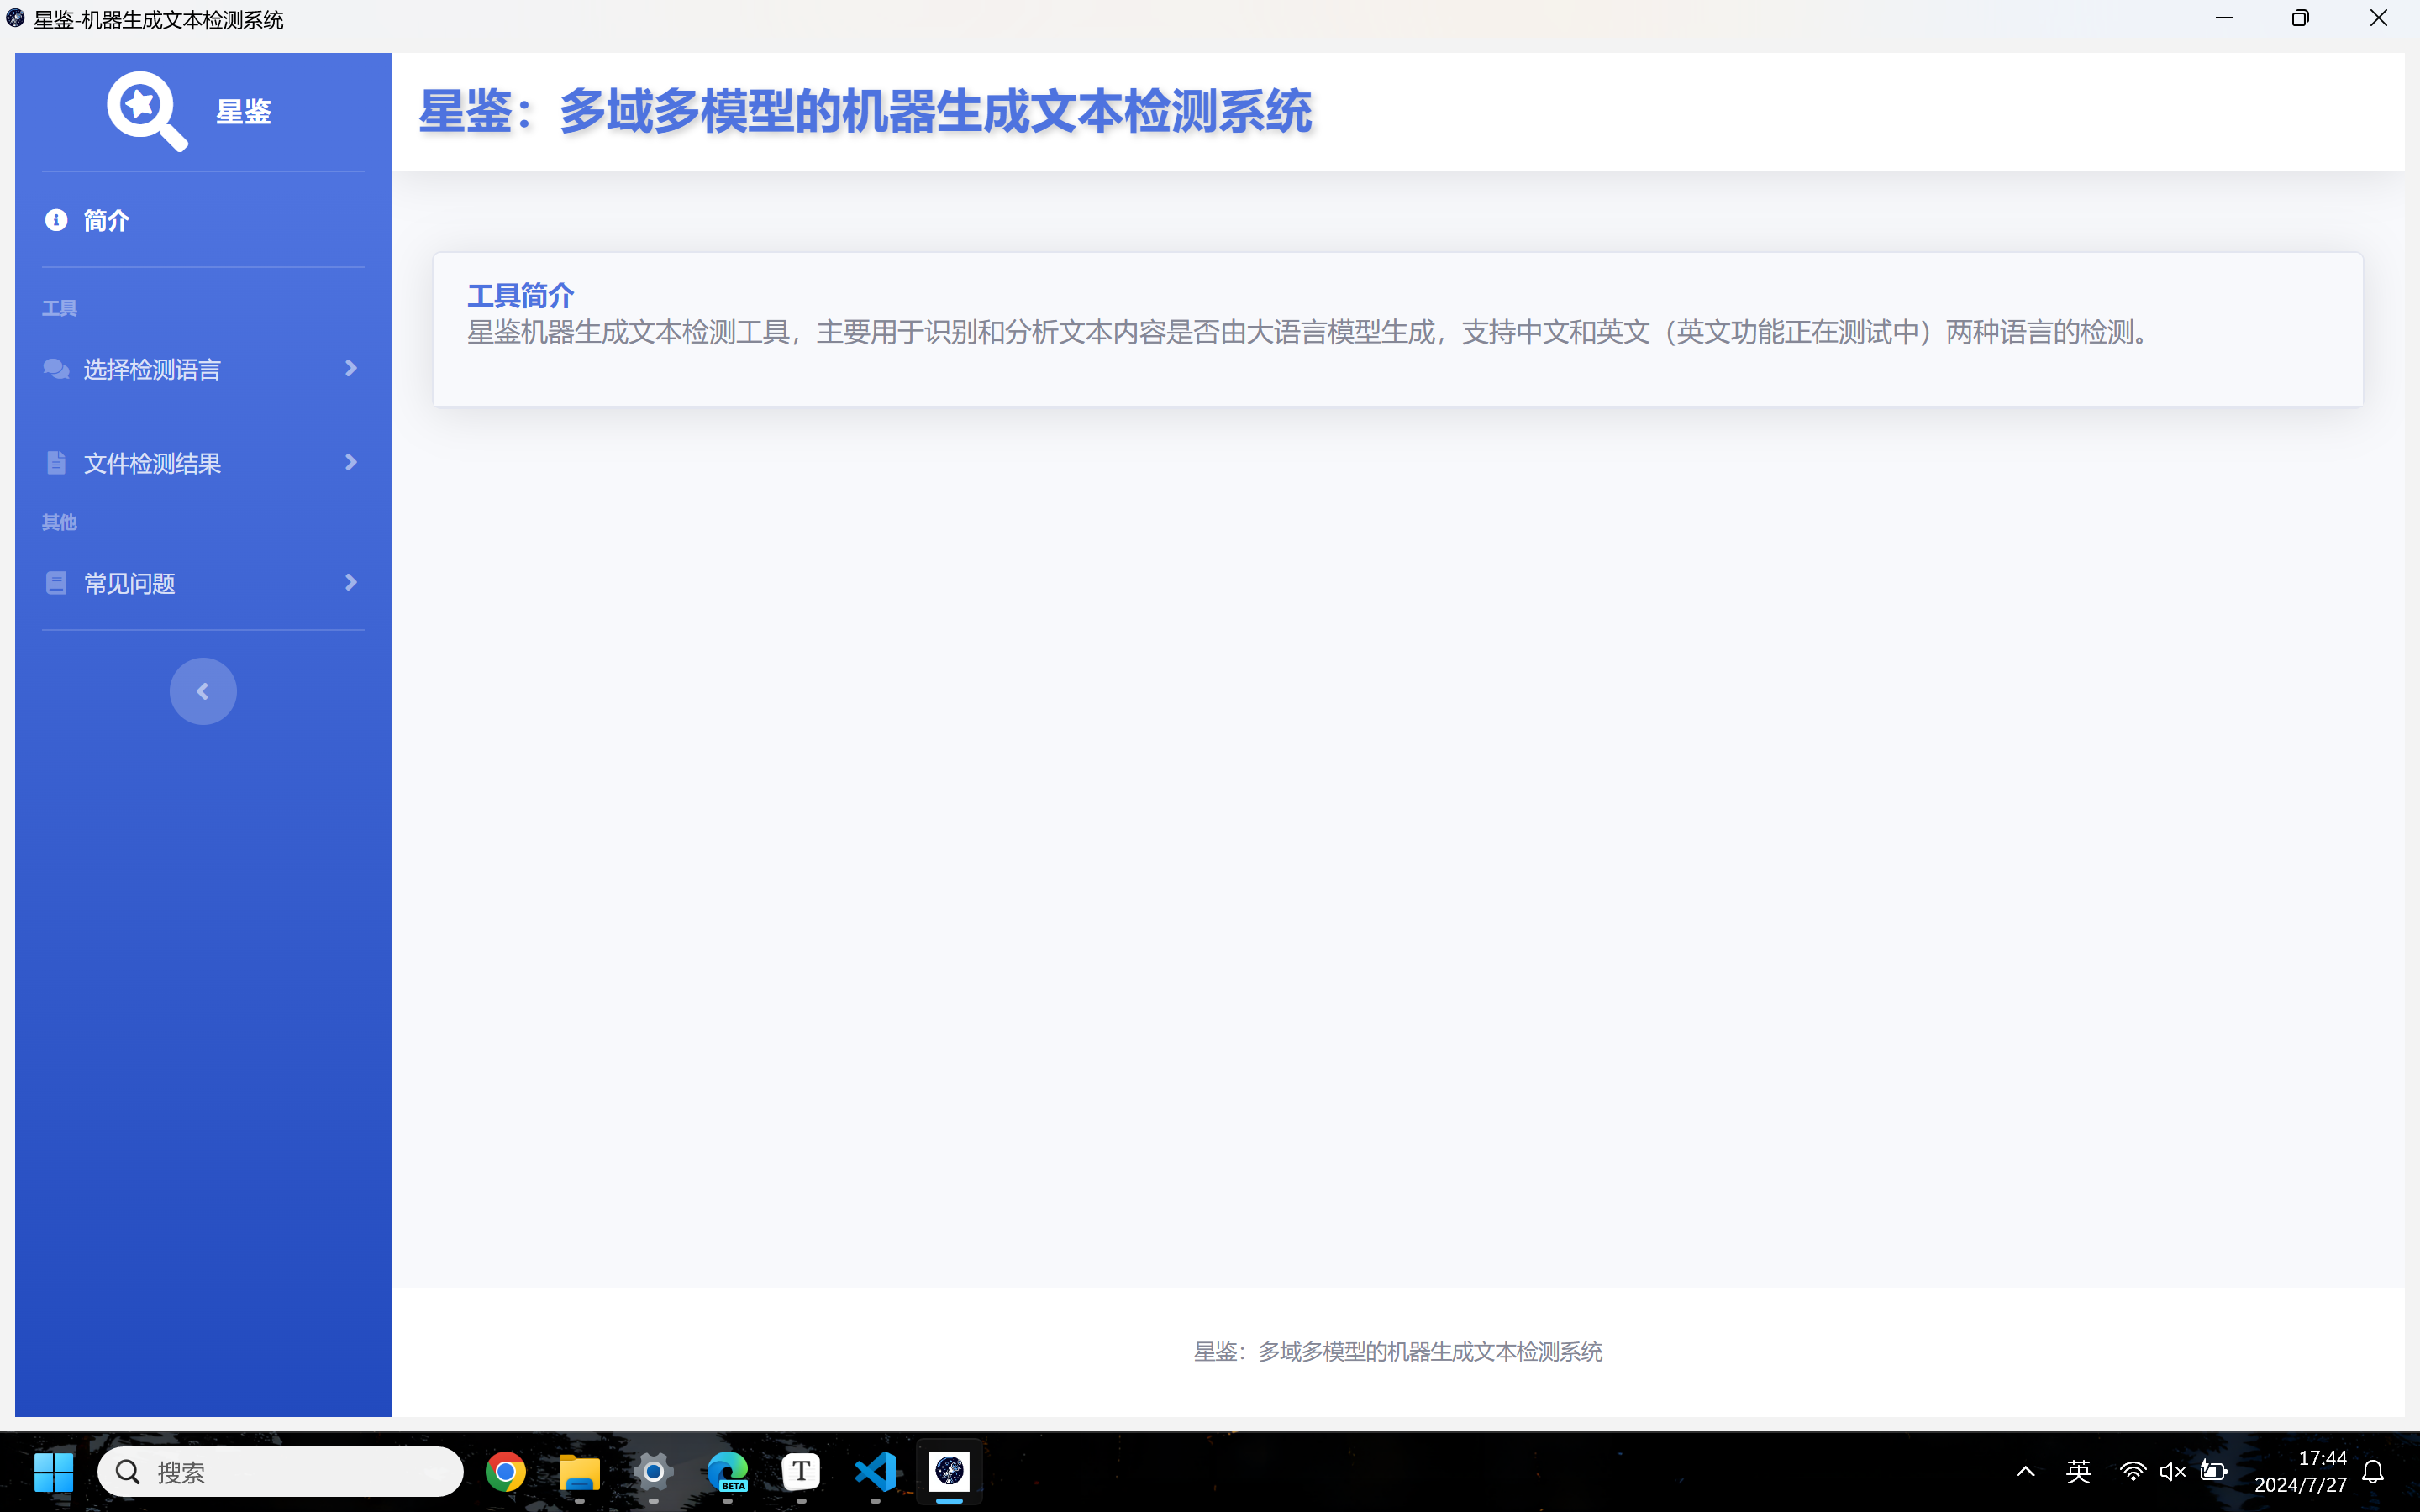 星鉴-机器生成文本检测系统
星鉴
星鉴：多域多模型的机器生成文本检测系统
简介
工具
选择检测语言
文件检测结果
其他
常见问题
工具简介
星鉴机器生成文本检测工具，主要用于识别和分析文本内容是否由大语言模型生成，支持中文和英文（英文功能正在测试中）两种语言的检测。
星鉴：多域多模型的机器生成文本检测系统
搜索
BETA
T
英
17:44
2024/7/27